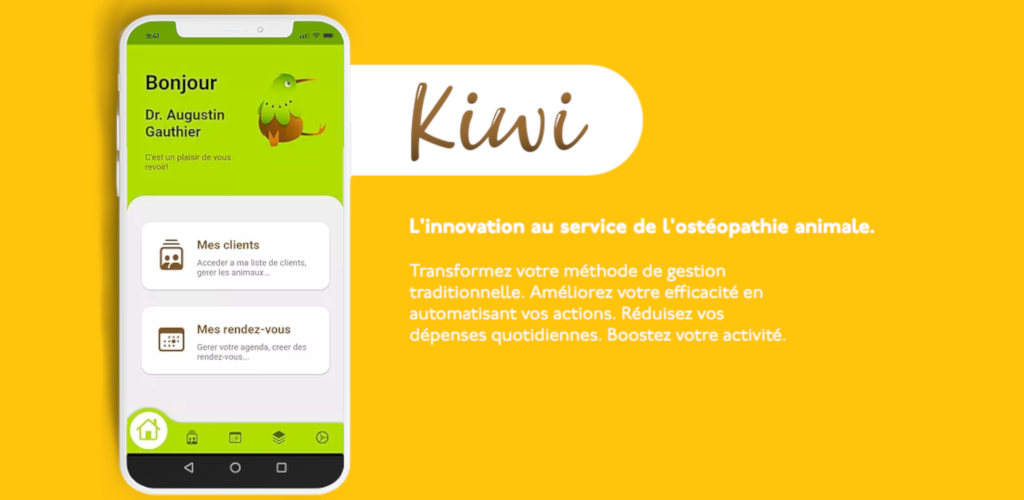 9:41
Bonjour
Dr. Augustin
Gauthier
C'est un plaisir de vous
revoir!
Mes clients
Acceder a ma liste de clients,
gerer les animaux...
Mes rendez-vous
Gerer votre agenda, creer des
rendez-vous...
Kiwi
L'innovation au service de l'ostéopathie animale.
Transformez votre méthode de gestion
traditionnelle. Améliorez votre efficacité en
automatisant vos actions. Réduisez vos
dépenses quotidiennes. Boostez votre activité.